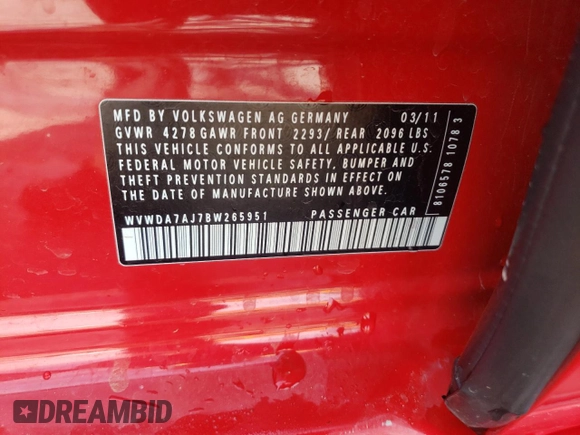 MFD BY VOLKSWAGEN AG GERMANY 03/11
GVWR 4278 GAWR FRONT 2293/ REAR 2096 LBS
THIS VEHICLE CONFORMS TO ALL APPLICABLE U.S.
FEDERAL MOTOR VEHICLE SAFETY, BUMPER AND
THEFT PREVENTION STANDARDS IN EFFECT ON
THE DATE OF MANUFACTURE SHOWN ABOVE.
WVWDA7AJ7BW265951 PASSENGER CAR
8106578 1078 3
DREAMBID